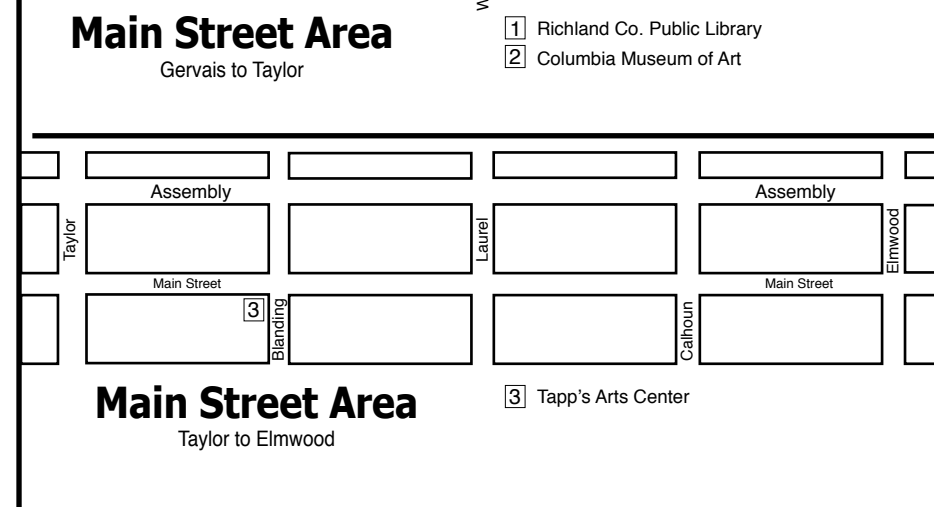 W
Main Street Area
Gervais to Taylor
1 Richland Co. Public Library
2 Columbia Museum of Art
Assembly
Assembly
Taylor
Laurel
Elmwood
Main Street
Main Street
3
Blanding
Calhoun
Main Street Area
Taylor to Elmwood
3 Tapp's Arts Center